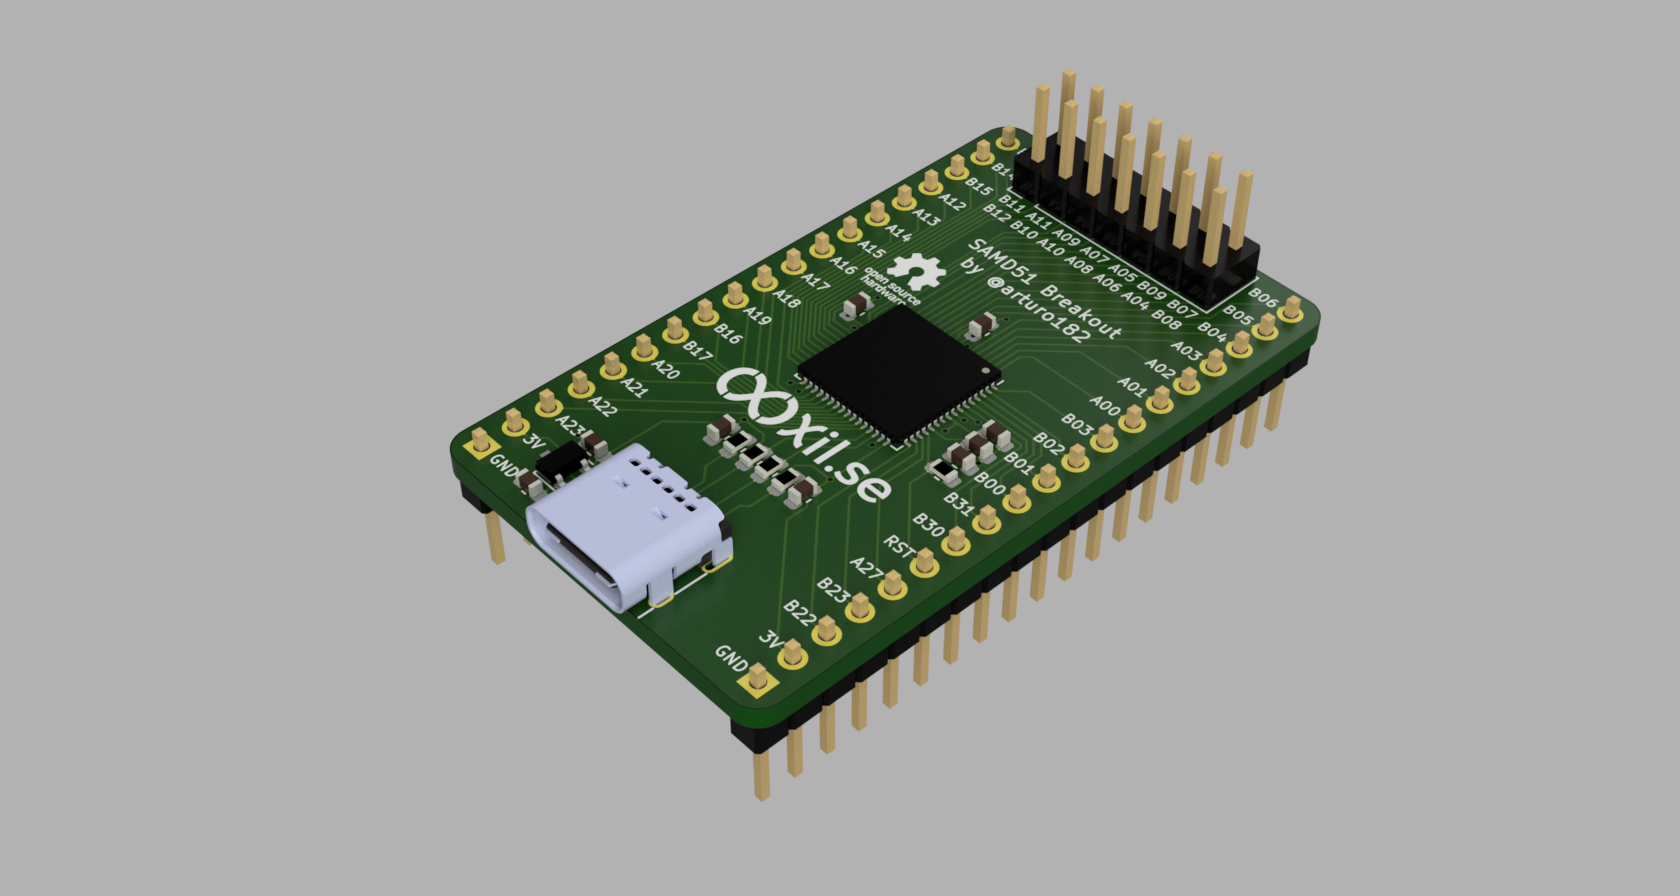 B14
B15
A12
A13
A14
A15
A16
A17
A18
A19
B16
B17
A20
A21
A22
A23
3V
GND
B11 A11 A09 A07 A05 B09 B07
B12 B10 A10 A08 A06 A04 B08
SAMD51 Breakout
by @arturo182
open source
hardware
oxil.se
B06
B05
B04
A03
A02
A01
A00
B03
B02
B01
B00
B31
B30
RST
A27
B23
B22
3V
GND